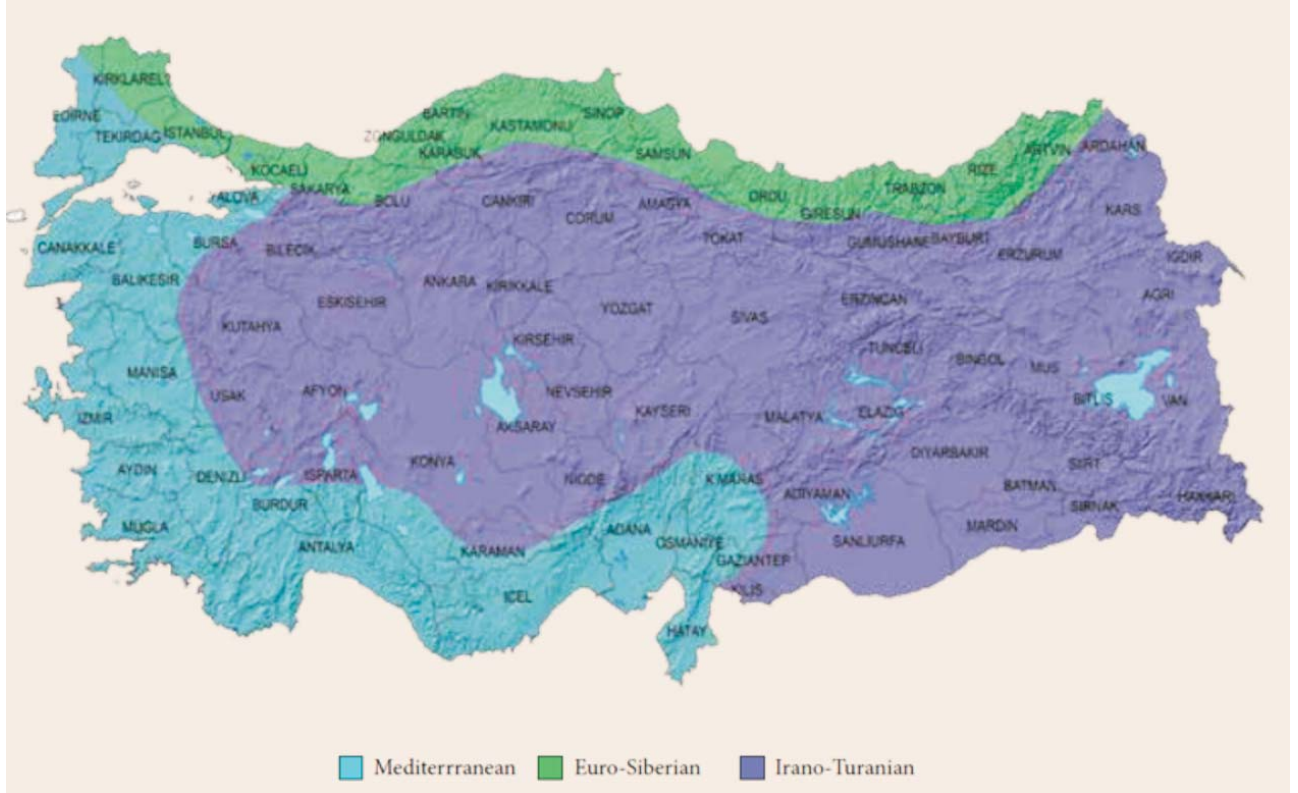 KIRKLARELI
EDIRNE
TEKIRDAG ISTANBUL
KOCAELI
YALOVA
SAKARYA
BOLU
ZONGULDAK
BARTIN
KARABUK
KASTAMONU
SINOP
SAMSUN
ORDU
GIRESUN
TRABZON
RIZE
ARTVIN
ARDAHAN
CANAKKALE
BURSA
BILECIK
CANKIRI
CORUM
AMASYA
TOKAT
GUMUSHANE BAYBURT
ERZURUM
KARS
IGDIR
BALIKESIR
KUTAHYA
ESKISEHIR
ANKARA
KIRIKKALE
YOZGAT
SIVAS
ERZINCAN
AGRI
MANISA
USAK
AFYON
KIRSEHIR
NEVSEHIR
AKSARAY
KAYSERI
MALATYA
ELAZIG
TUNCELI
BINGOL
MUS
BITLIS
VAN
IZMIR
AYDIN
DENIZLI
ISPARTA
BURDUR
KONYA
NIGDE
K.MARAS
ADIYAMAN
DIYARBAKIR
SIIRT
BATMAN
SIRNAK
HAKKARI
MUGLA
ANTALYA
KARAMAN
ICEL
ADANA
OSMANIYE
GAZIANTEP
KILIS
HATAY
SANLIURFA
MARDIN
Mediterrranean Euro-Siberian Irano-Turanian